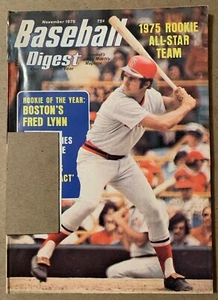 November 1975 75¢
Baseball
Digest
1975 ROOKIE
ALL-STAR
TEAM
ROOKIE OF THE YEAR:
BOSTON'S
FRED LYNN